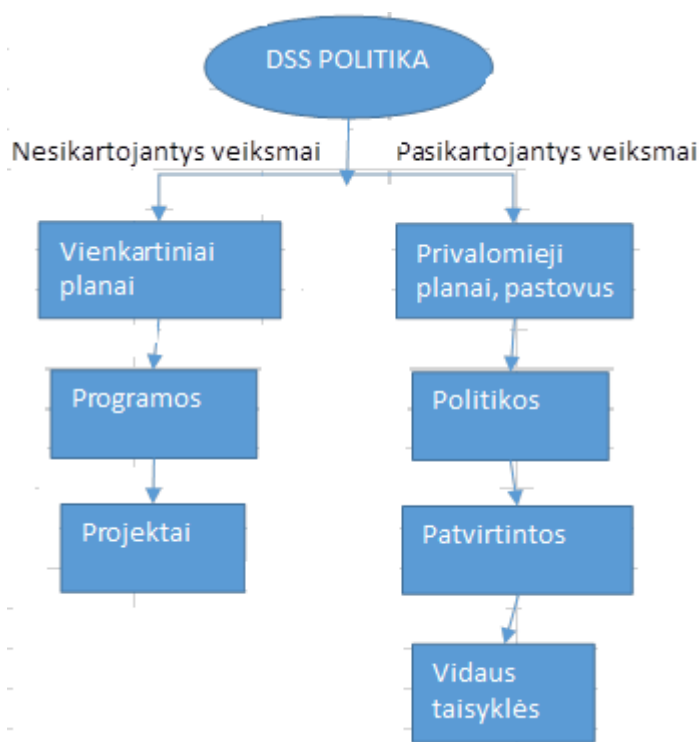 DSS POLITIKA
Nesikartojantys veiksmai
Pasikartojantys veiksmai
Vienkartiniai
planai
Privalomieji
planai, pastovus
Programos
Politikos
Projektai
Patvirtintos
Vidaus
taisyklės